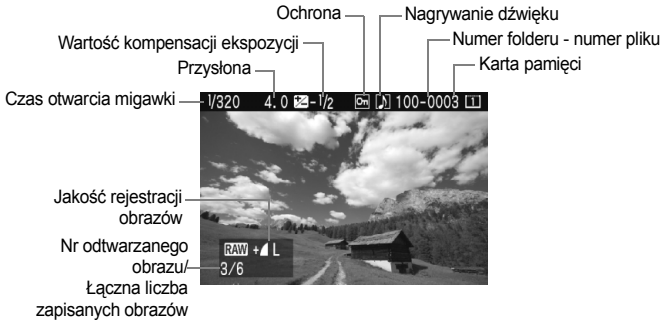 Ochrona
Nagrywanie dźwięku
Wartość kompensacji ekspozycji
Numer folderu - numer pliku
Przysłona
Karta pamięci
Czas otwarcia migawki
1/320 4.0 -1/2 100-0003 1
Jakość rejestracji
obrazów
RAW + L
Nr odtwarzanego
obrazu/
3/6
Łączna liczba
zapisanych obrazów